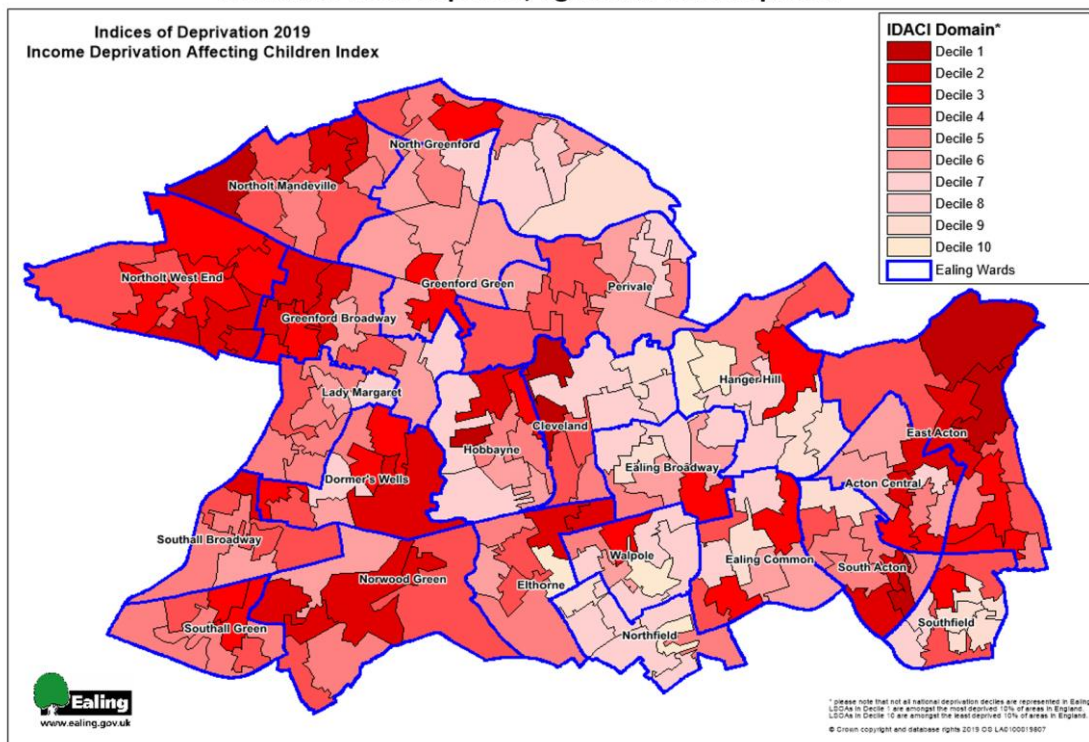 Indices of Deprivation 2019
Income Deprivation Affecting Children Index
IDACI Domain*
Decile 1
Decile 2
Decile 3
Decile 4
Decile 5
Decile 6
Decile 7
Decile 8
Decile 9
Decile 10
Ealing Wards
North Greenford
Northolt Mandeville
Northolt West End
Greenford Green
Perivale
Greenford Broadway
Hanger Hill
Lady Margaret
Cleveland
East Acton
Hobbayne
Ealing Broadway
Dormer's Wells
Acton Central
Southall Broadway
Walpole
Ealing Common
Norwood Green
Elthorne
South Acton
Southall Green
Northfield
Southfield
Ealing
www.ealing.gov.uk
* please note that not all national deprivation deciles are represented in Ealing
LSOAs in Decile 1 are amongst the most deprived 10% of areas in England.
LSOAs in Decile 10 are amongst the least deprived 10% of areas in England.
© Crown copyright and database rights 2019 OS LA0100019807